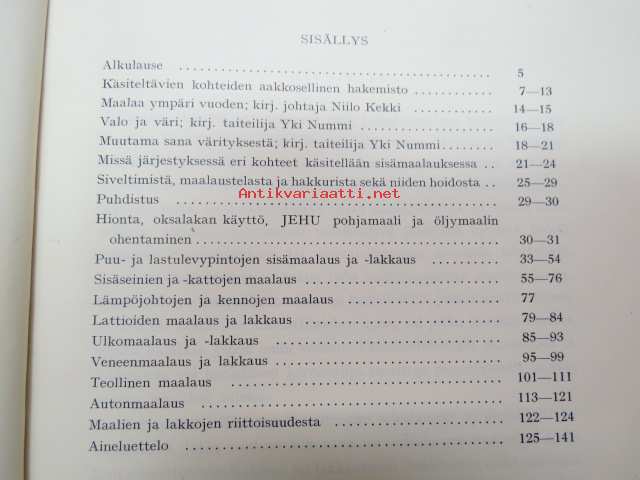 SISÄLLYS
Alkulause 5
Käsiteltävien kohteiden aakkosellinen hakemisto 7—13
Maalaa ympäri vuoden; kirj. johtaja Niilo Kekki 14—15
Valo ja väri; kirj. taiteilija Yki Nummi 16—18
Muutama sana värityksestä; kirj. taiteilija Yki Nummi 18—21
Missä järjestyksessä eri kohteet käsitellään sisämaalauksessa 21—24
Siveltimistä, maalaustelasta ja hakkurista sekä niiden hoidosta 25—29
Antikvariaatti.net
Puhdistus 29—30
Hionta, oksalakan käyttö, JEHU pohjamaali ja öljymaalin
ohentaminen 30—31
Puu- ja lastulevypintojen sisämaalaus ja -lakkaus 33—54
Sisäseinien ja -kattojen maalaus 55—76
Lämpöjohtojen ja kennojen maalaus 77
Lattioiden maalaus ja lakkaus 79—84
Ulkomaalaus ja -lakkaus 85—93
Veneenmaalaus ja lakkaus 95—99
Teollinen maalaus 101—111
Autonmaalaus 113—121
Maalien ja lakkojen riittoisuudesta 122—124
Aineluettelo 125—141